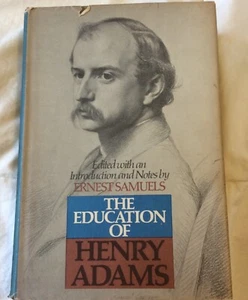 Edited with an
Introduction and Notes by
ERNEST SAMUELS
THE
EDUCATION
OF
HENRY
ADAMS